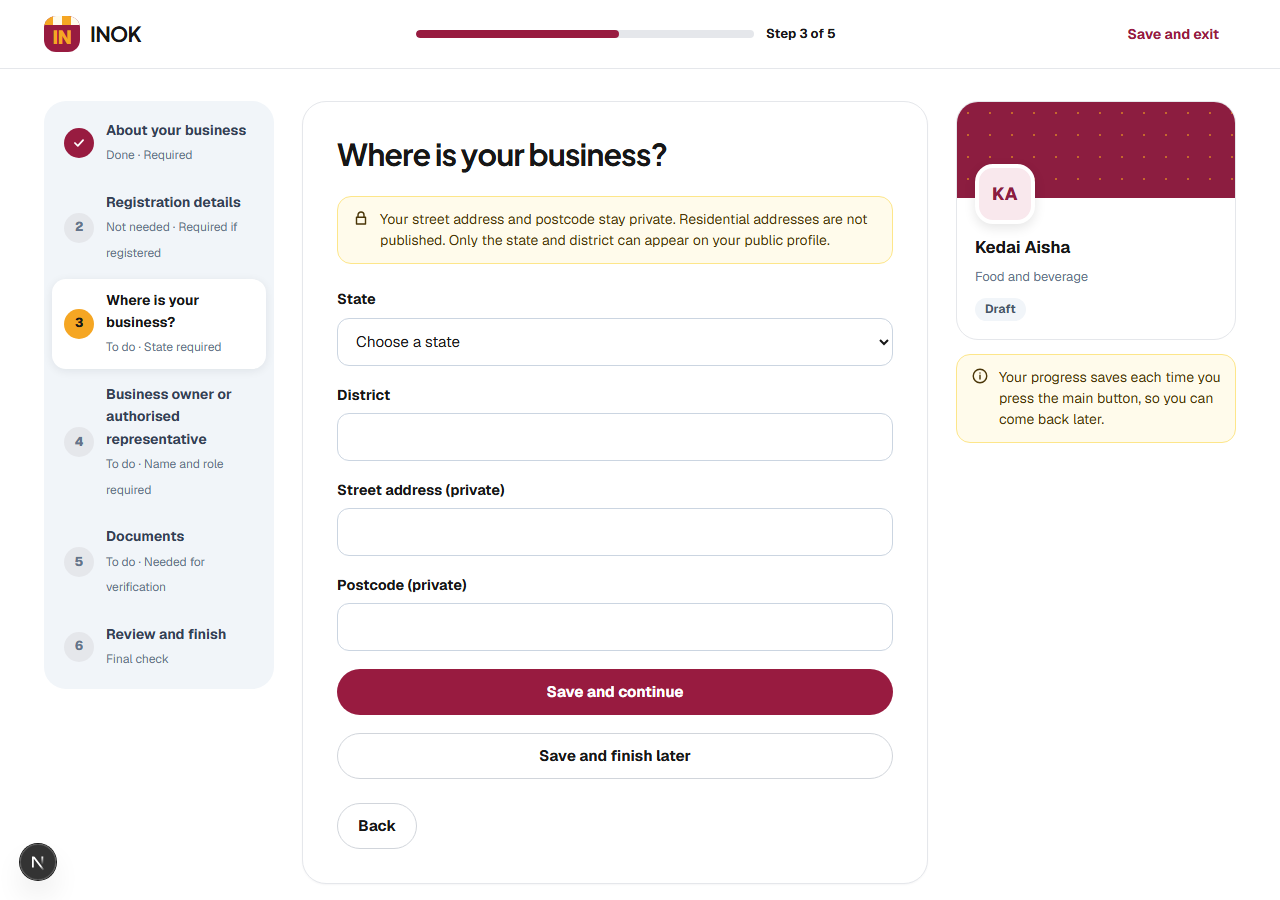 IN INOK
Step 3 of 5
Save and exit
About your business
Done · Required
2
Registration details
Not needed · Required if
registered
3
Where is your
business?
To do · State required
4
Business owner or
authorised
representative
To do · Name and role
required
5
Documents
To do · Needed for
verification
6
Review and finish
Final check
Where is your business?
Your street address and postcode stay private. Residential addresses are not
published. Only the state and district can appear on your public profile.
State
Choose a state
District
Street address (private)
Postcode (private)
Save and continue
Save and finish later
Back
KA
Kedai Aisha
Food and beverage
Draft
Your progress saves each time you
press the main button, so you can
come back later.
N